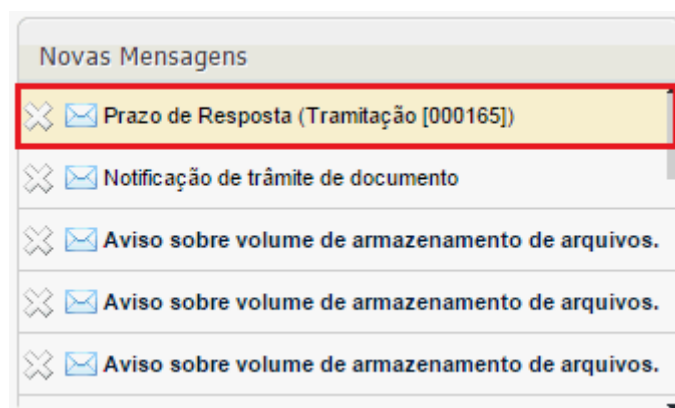 Novas Mensagens
Prazo de Resposta (Tramitação [000165])
Notificação de trâmite de documento
Aviso sobre volume de armazenamento de arquivos.
Aviso sobre volume de armazenamento de arquivos.
Aviso sobre volume de armazenamento de arquivos.